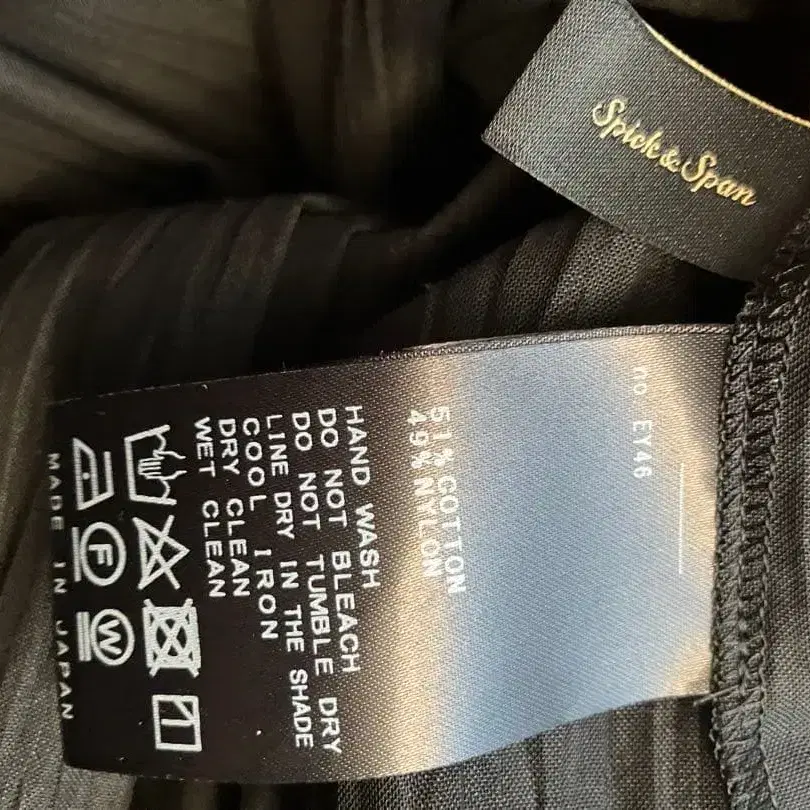 Spick & Span
no EY46
51% COTTON
49% NYLON
HAND WASH
DO NOT BLEACH
DO NOT TUMBLE DRY
LINE DRY IN THE SHADE
COOL IRON
DRY CLEAN
WET CLEAN
F
W
MADE IN JAPAN